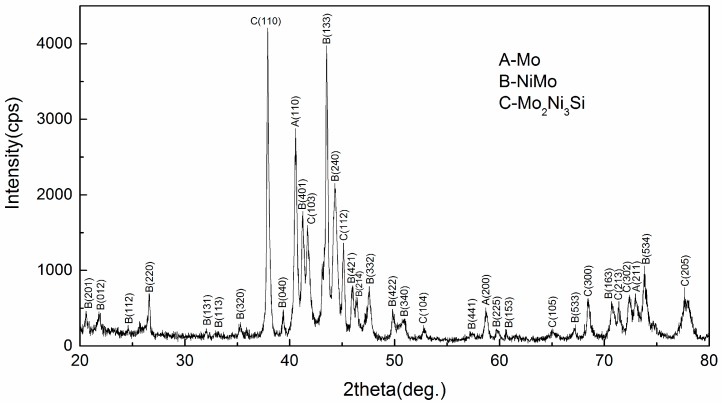 C(110)
B(133)
4000
A-Mo
B-NiMo
C-Mo₂Ni₃Si
3000
A(110)
B(240)
2000
B(401)
C(103)
C(112)
Intensity(cps)
1000
B(201)
B(012)
B(112)
B(220)
B(131)
B(113)
B(320)
B(040)
B(421)
B(214)
B(332)
B(422)
B(340)
C(104)
B(441)
A(200)
B(225)
B(153)
C(105)
B(533)
C(300)
B(163)
C(213)
C(302)
A(211)
B(534)
C(205)
0
20 30 40 50 60 70 80
2theta(deg.)